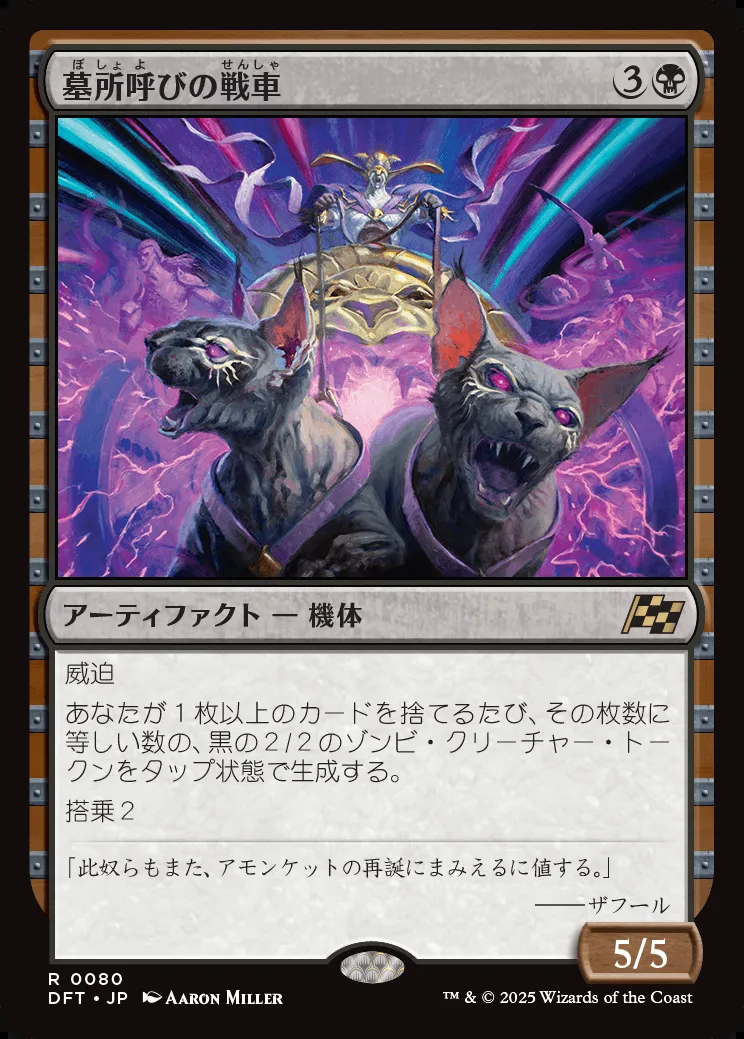 ぼしょよ せんしゃ
墓所呼びの戦車
3
アーティファクト — 機体
威迫
あなたが1枚以上のカードを捨てるたび、その枚数に
等しい数の、黒の2/2のゾンビ・クリーチャー・トー
クンをタップ状態で生成する。
搭乗2
「此奴らもまた、アモンケットの再誕にまみえるに値する。」
——ザフール
5/5
R 0080
DFT • JP AARON MILLER
™ & © 2025 Wizards of the Coast